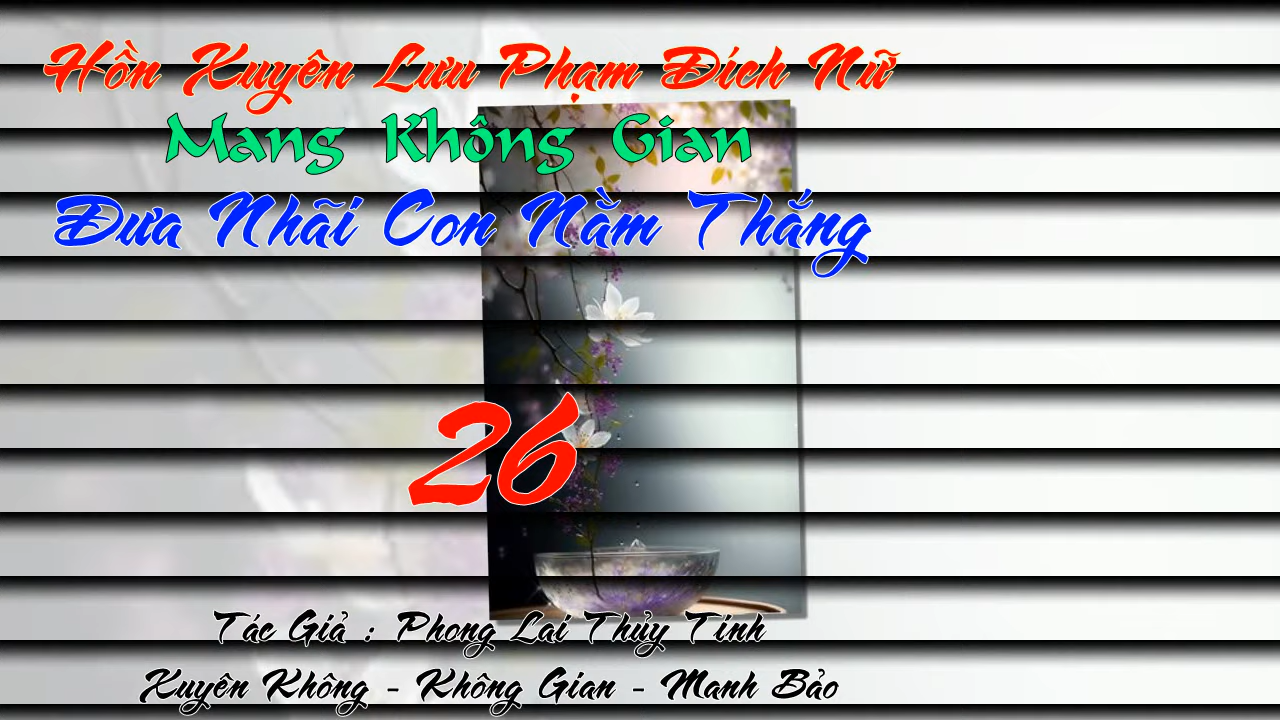 Hồn Xuyên Lưu Phạm Đích Nữ
Mang Không Gian
Đưa Nhãi Con Nằm Thắng
26
Tác Giả : Phong Lai Thủy Tính
Xuyên Không - Không Gian - Manh Bảo